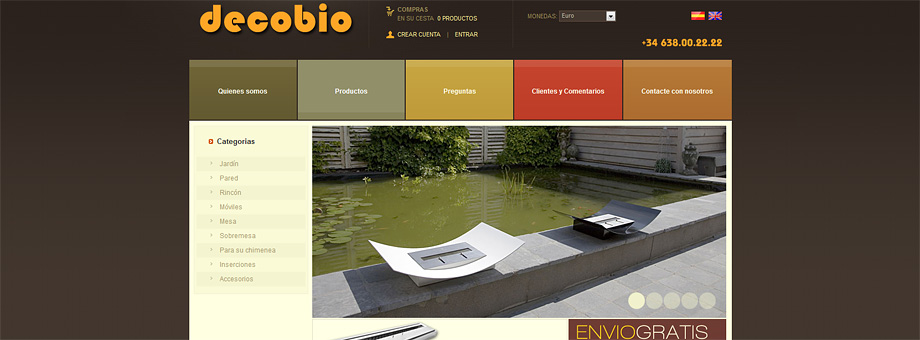 decobio
COMPRAS
EN SU CESTA 0 PRODUCTOS
CREAR CUENTA | ENTRAR
MONEDAS: Euro
+34 638.00.22.22
Quienes somos
Productos
Preguntas
Clientes y Comentarios
Contacte con nosotros
Categorias
Jardín
Pared
Rincón
Móviles
Mesa
Sobremesa
Para su chimenea
Inserciones
Accesorios
ENVIOGRATIS